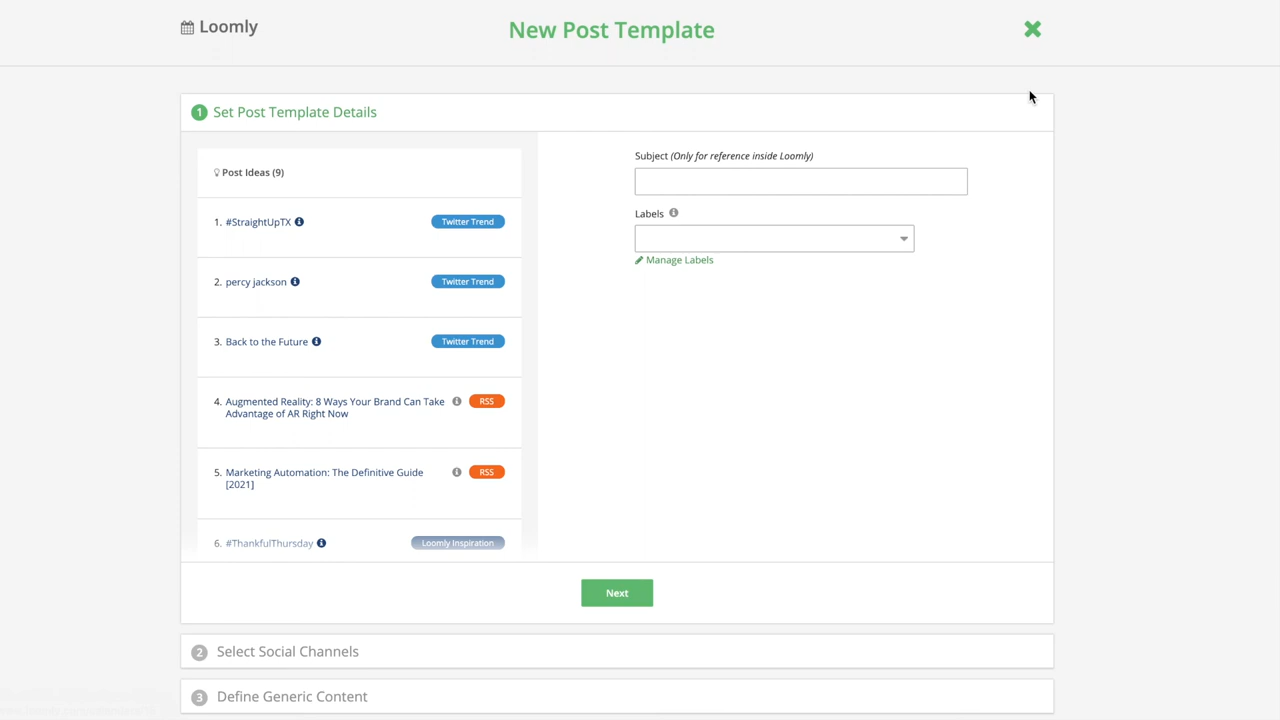 Loomly
New Post Template
1 Set Post Template Details
Post Ideas (9)
1. #StraightUpTX
Twitter Trend
2. percy jackson
Twitter Trend
3. Back to the Future
Twitter Trend
4. Augmented Reality: 8 Ways Your Brand Can Take
Advantage of AR Right Now
RSS
5. Marketing Automation: The Definitive Guide
[2021]
RSS
6. #ThankfulThursday
Loomly Inspiration
Subject (Only for reference inside Loomly)
Labels
Manage Labels
Next
2 Select Social Channels
3 Define Generic Content